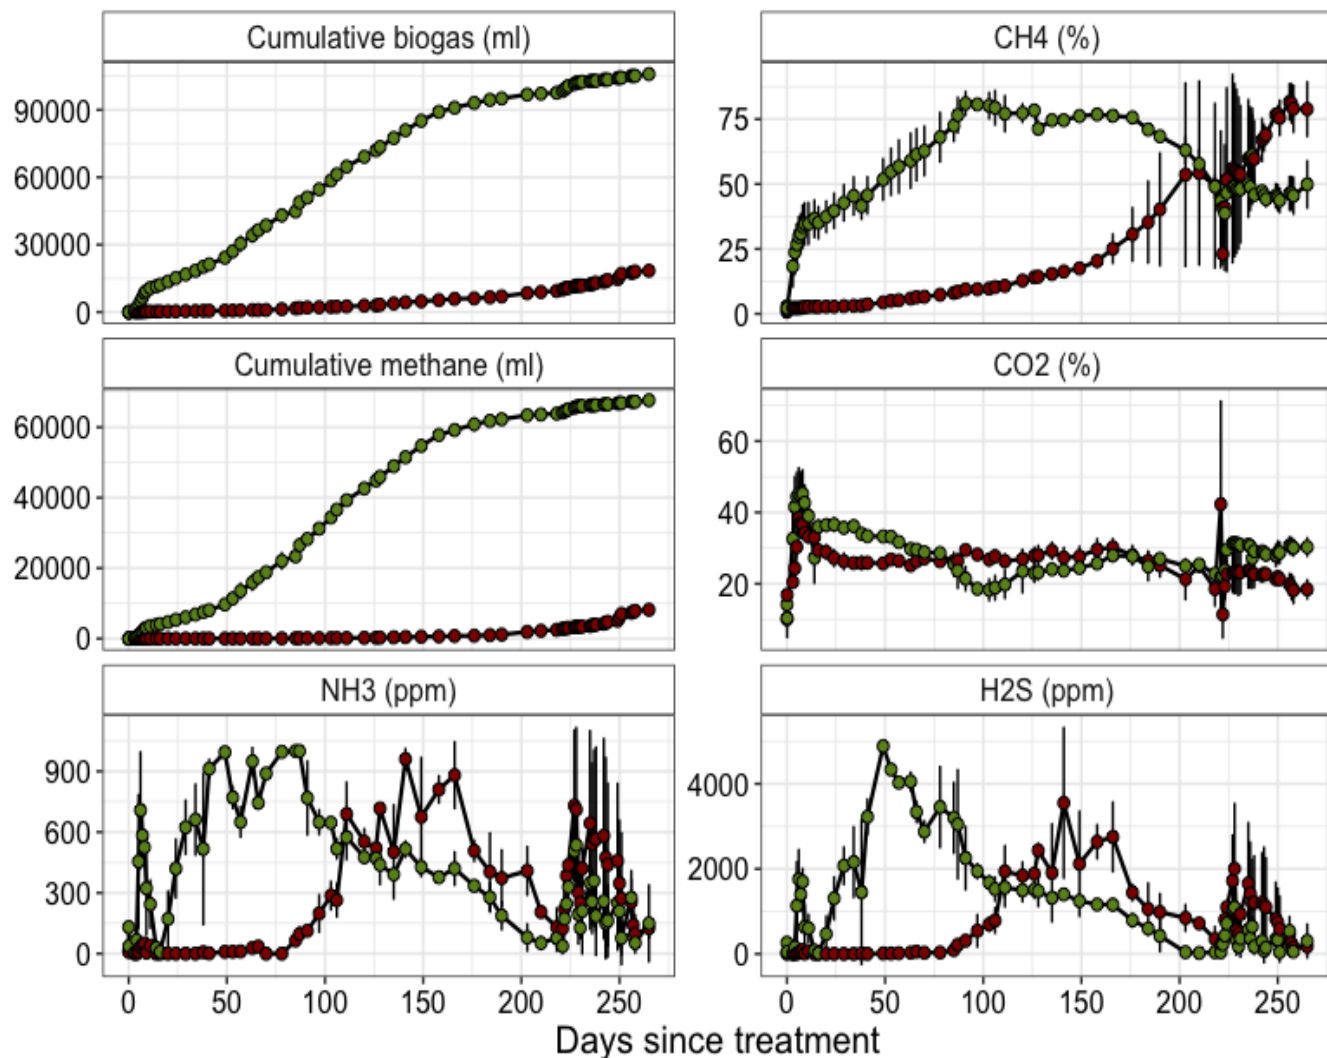 Cumulative biogas (ml)
90000
60000
30000
0
CH4 (%)
75
50
25
0
Cumulative methane (ml)
60000
40000
20000
0
CO2 (%)
60
40
20
NH3 (ppm)
900
600
300
0
0 50 100 150 200 250
H2S (ppm)
4000
2000
0
0 50 100 150 200 250
Days since treatment